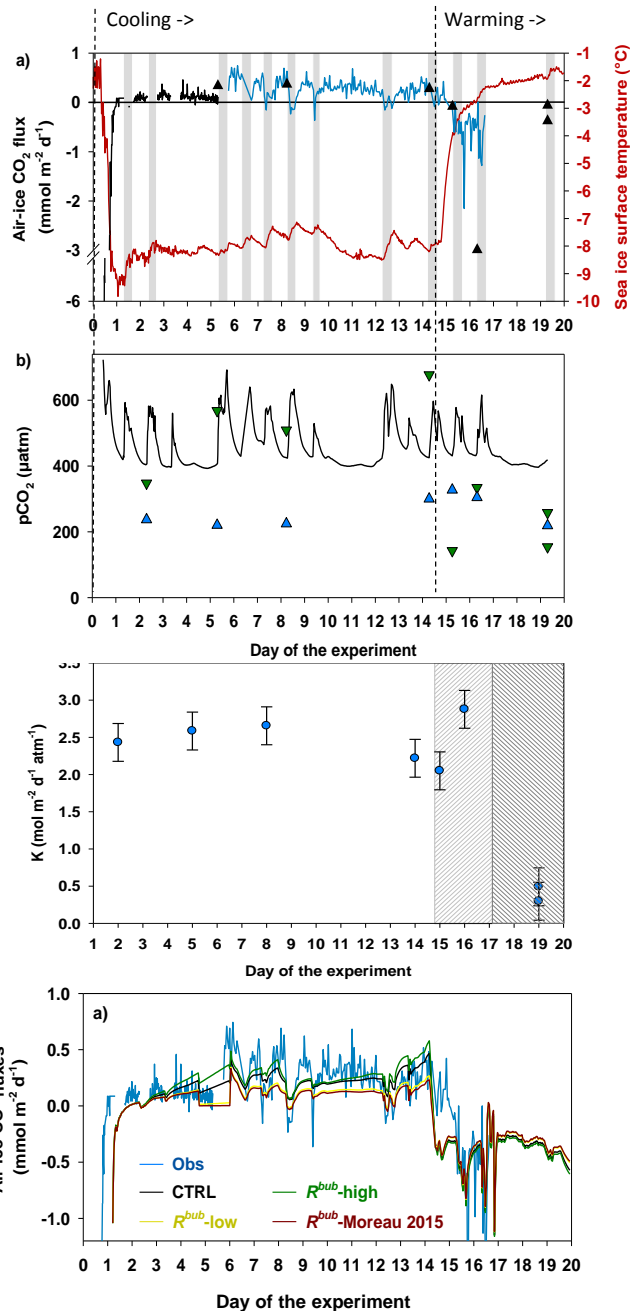 Cooling -> Warming ->
a)
1
0
-1
-3
-6
Air-ice CO2 flux
(mmol m-2 d-1)
-1
-2
-3
-4
-5
-6
-7
-8
-9
-10
Sea ice surface temperature (°C)
0 1 2 3 4 5 6 7 8 9 10 11 12 13 14 15 16 17 18 19 20
b)
600
400
200
0
pCO2 (µatm)
0 1 2 3 4 5 6 7 8 9 10 11 12 13 14 15 16 17 18 19 20
Day of the experiment
3.5
3.0
2.5
2.0
1.5
1.0
0.5
0.0
K (mol m-2 d-1 atm-1)
1 2 3 4 5 6 7 8 9 10 11 12 13 14 15 16 17 18 19 20
Day of the experiment
a)
1.0
0.5
0.0
-0.5
-1.0
(mmol m-2 d-1)
Obs
CTRL
Rbub-high
Rbub-low
Rbub-Moreau 2015
0 1 2 3 4 5 6 7 8 9 10 11 12 13 14 15 16 17 18 19 20
Day of the experiment